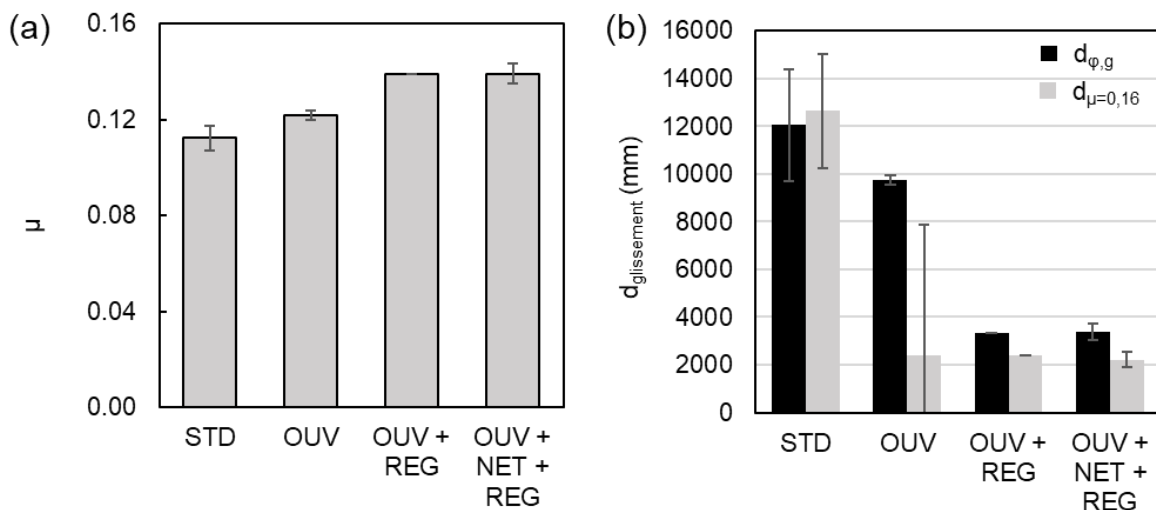 (a)
0.16
0.12
0.08
0.04
0.00
μ
STD
OUV
OUV +
REG
OUV +
NET +
REG
(b)
16000
14000
12000
10000
8000
6000
4000
2000
0
dglissement (mm)
dφ,g
dμ=0,16
STD
OUV
OUV +
REG
OUV +
NET +
REG